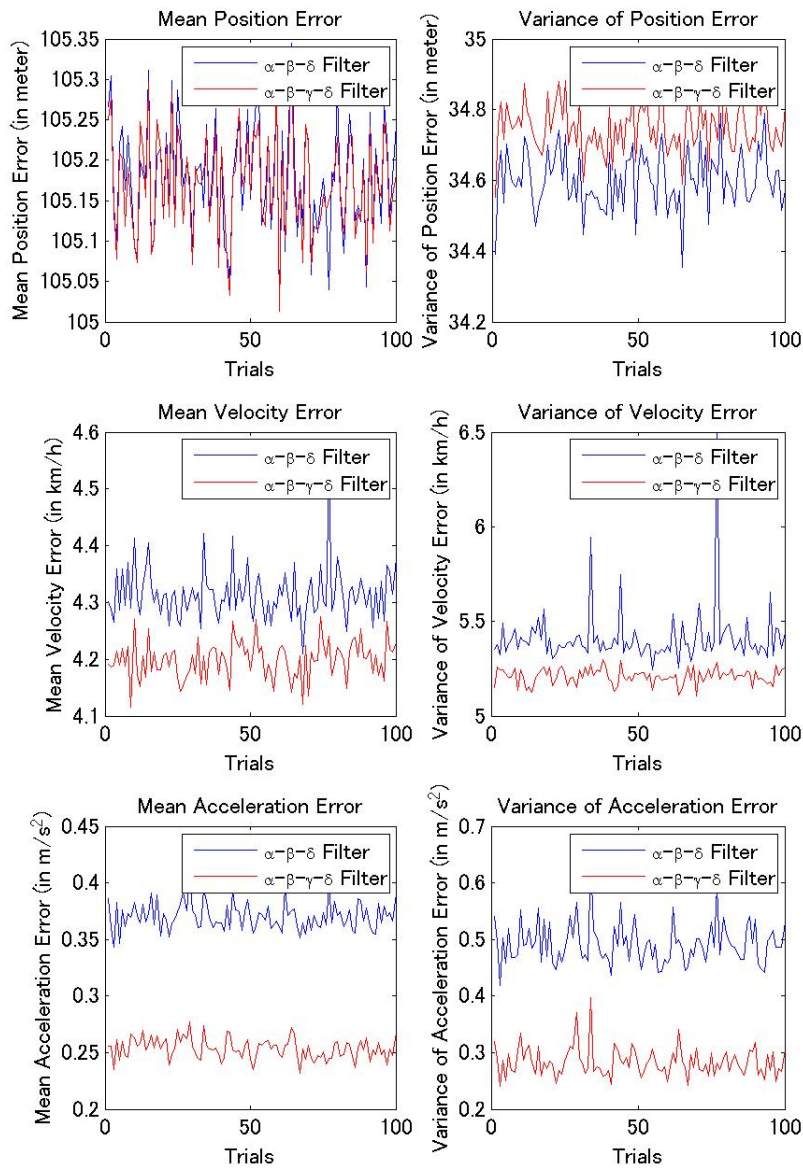 Mean Position Error
Mean Position Error (in meter)
105.35
105.3
105.25
105.2
105.15
105.1
105.05
105
α-β-δ Filter
α-β-γ-δ Filter
0
50
100
Trials
Variance of Position Error
Variance of Position Error (in meter)
35
34.8
34.6
34.4
34.2
α-β-δ Filter
α-β-γ-δ Filter
0
50
100
Trials
Mean Velocity Error
Mean Velocity Error (in km/h)
4.6
4.5
4.4
4.3
4.2
4.1
α-β-δ Filter
α-β-γ-δ Filter
0
50
100
Trials
Variance of Velocity Error
Variance of Velocity Error (in km/h)
6.5
6
5.5
5
α-β-δ Filter
α-β-γ-δ Filter
0
50
100
Trials
Mean Acceleration Error
Mean Acceleration Error (in m/s²)
0.45
0.4
0.35
0.3
0.25
0.2
α-β-δ Filter
α-β-γ-δ Filter
0
50
100
Trials
Variance of Acceleration Error
Variance of Acceleration Error (in m/s²)
0.7
0.6
0.5
0.4
0.3
0.2
α-β-δ Filter
α-β-γ-δ Filter
0
50
100
Trials